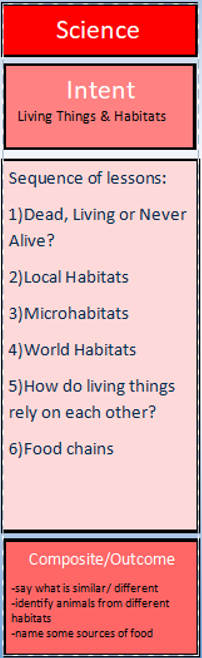 Science
Intent
Living Things & Habitats
Sequence of lessons:
1)Dead, Living or Never
Alive?
2)Local Habitats
3)Microhabitats
4)World Habitats
5)How do living things
rely on each other?
6)Food chains
Composite/Outcome
-say what is similar/ different
-identify animals from different
habitats
-name some sources of food